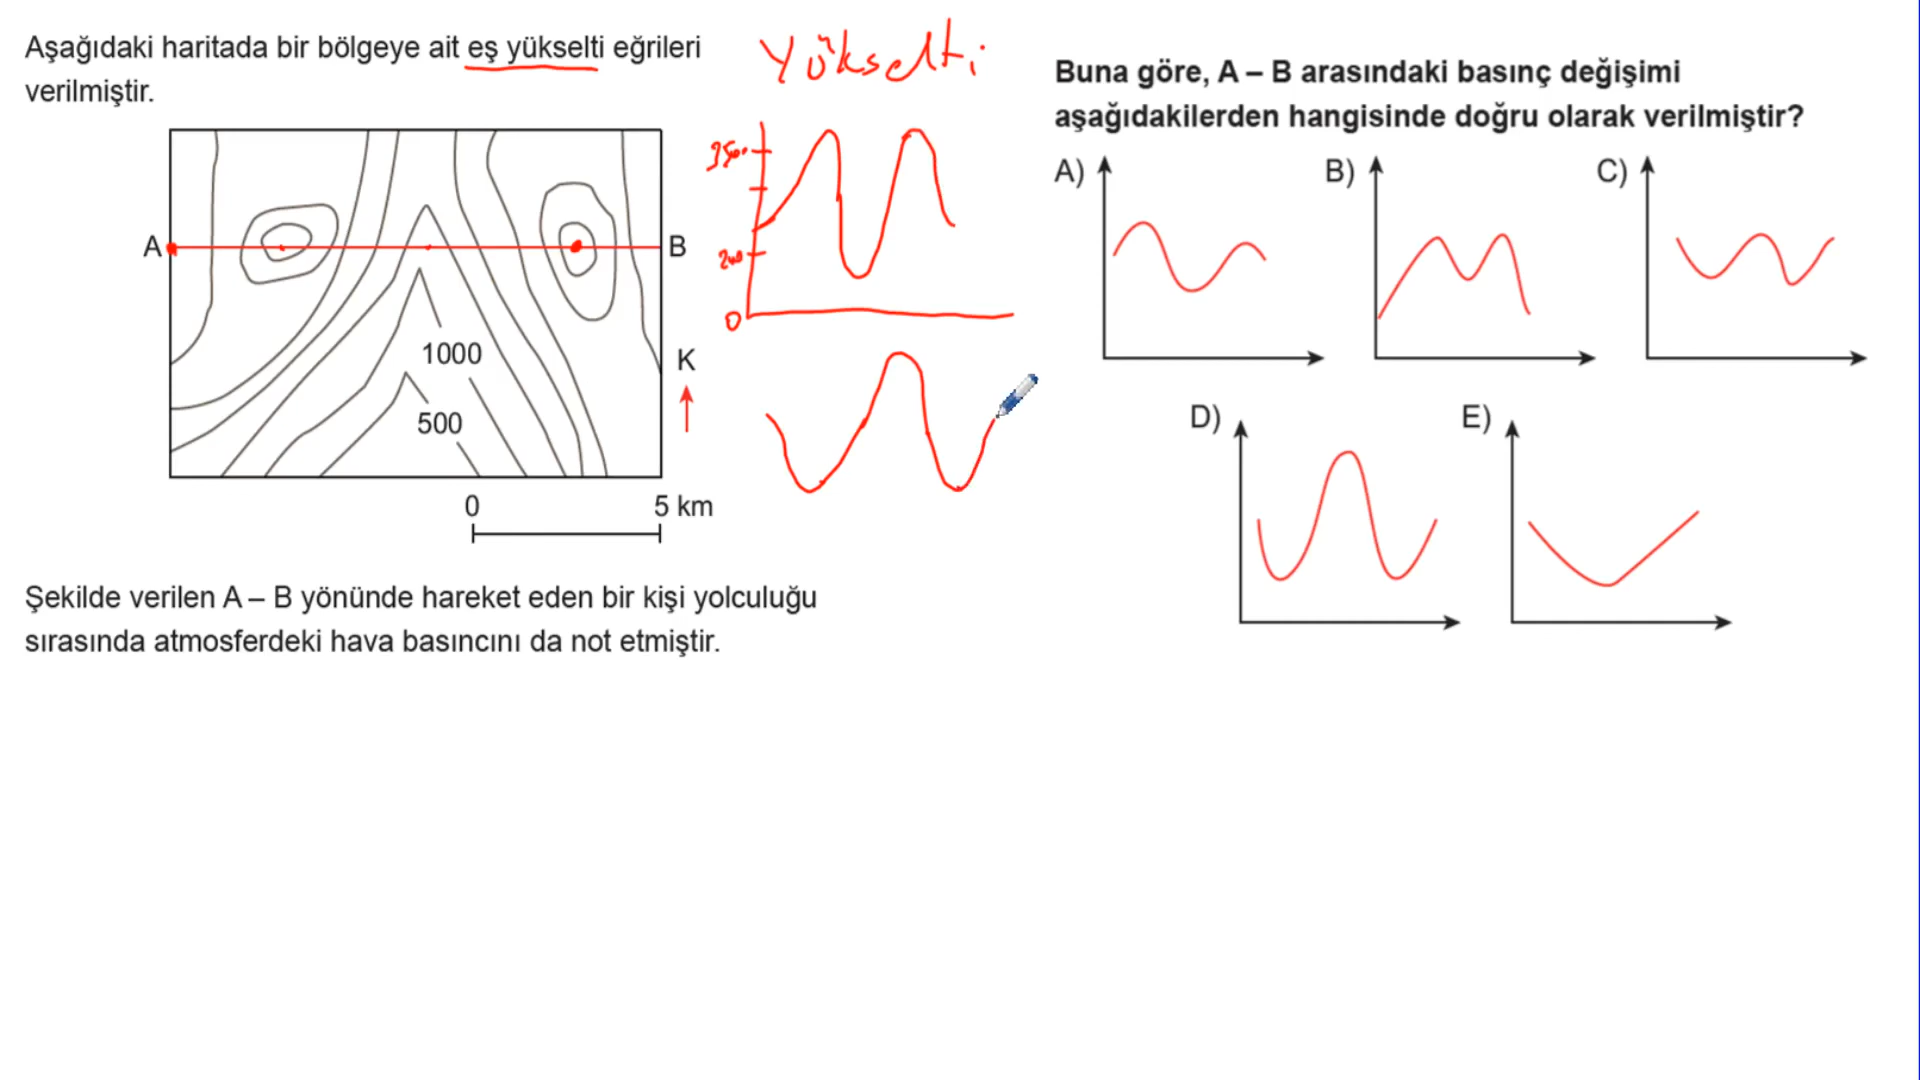 Aşağıdaki haritada bir bölgeye ait eş yükselti eğrileri
verilmiştir.
A
B
1000
500
K
0
5 km
Şekilde verilen A – B yönünde hareket eden bir kişi yolculuğu
sırasında atmosferdeki hava basıncını da not etmiştir.
Yükselti
0
Buna göre, A – B arasındaki basınç değişimi
aşağıdakilerden hangisinde doğru olarak verilmiştir?
A)
B)
C)
D)
E)